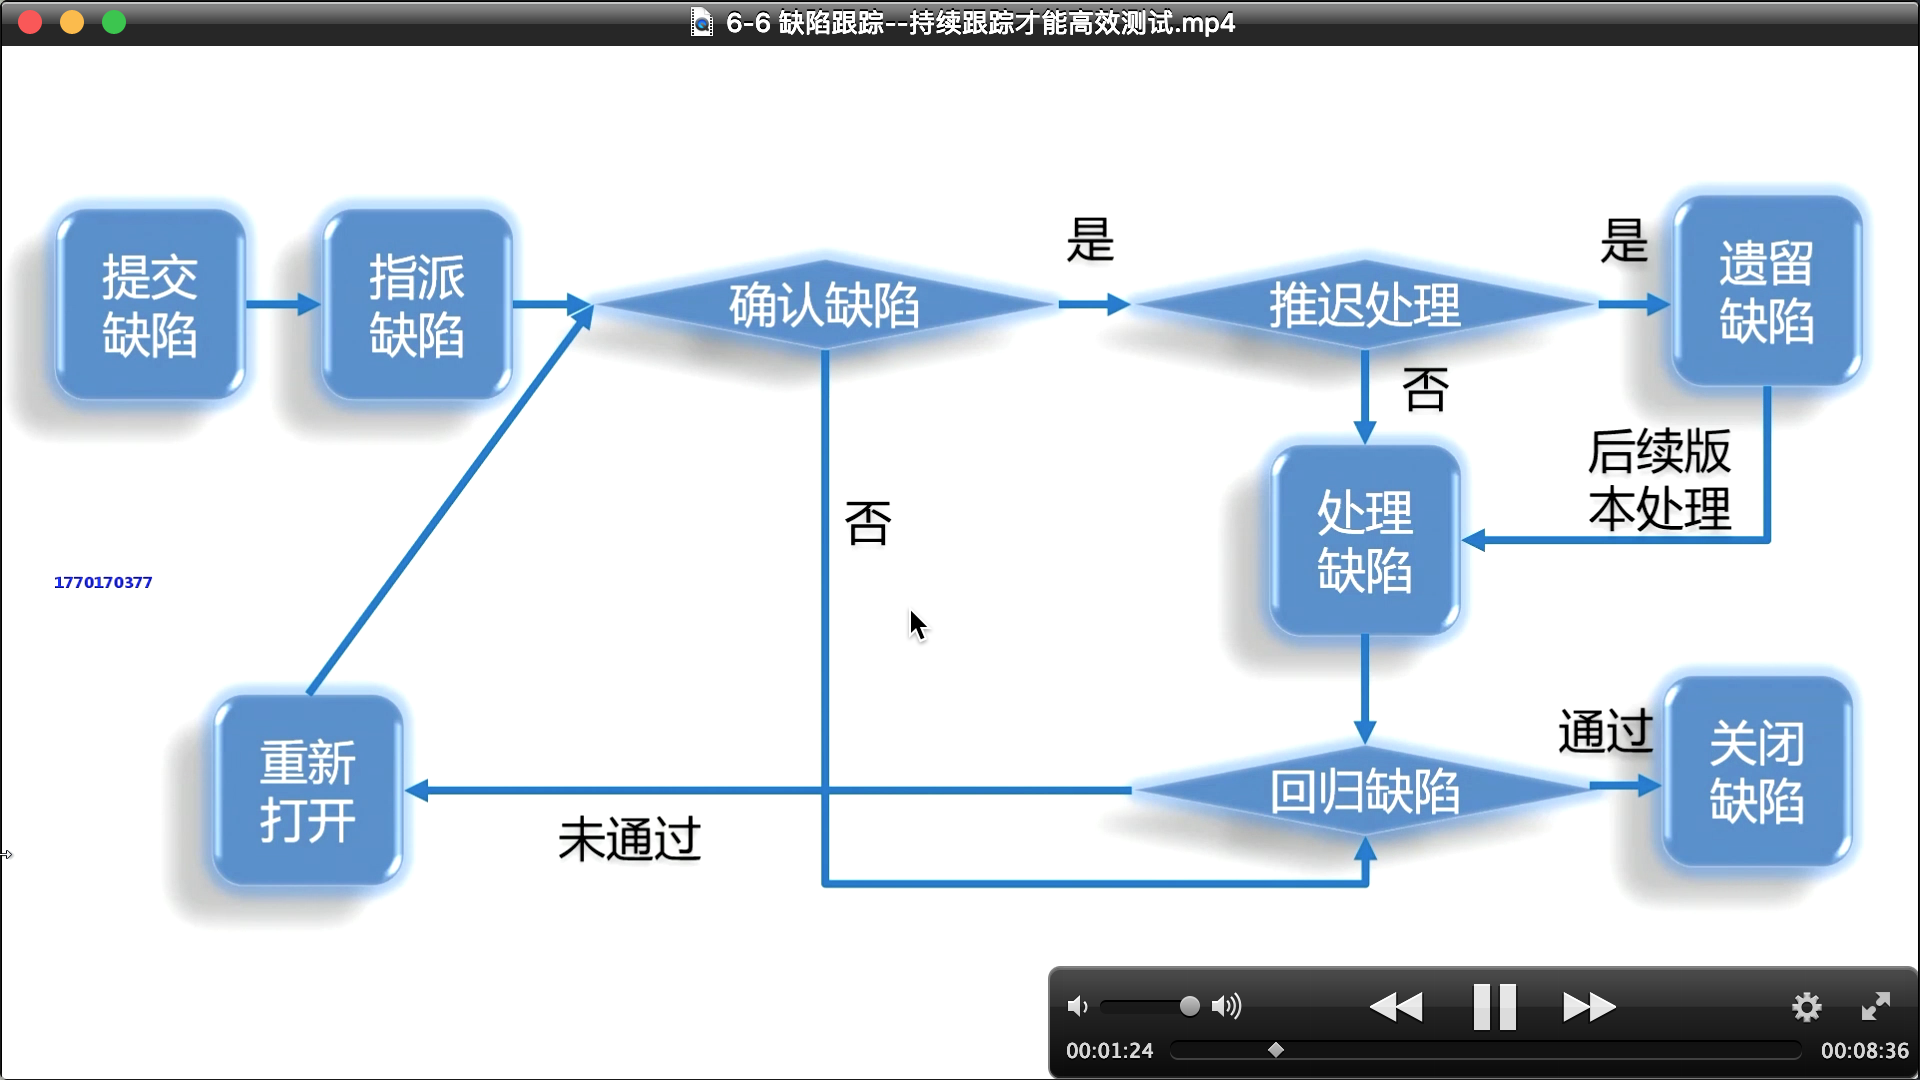 6-6 缺陷跟踪--持续跟踪才能高效测试.mp4
提交
缺陷
指派
缺陷
确认缺陷
是
推迟处理
是
遗留
缺陷
否
后续版
本处理
否
处理
缺陷
1770170377
重新
打开
未通过
回归缺陷
通过
关闭
缺陷
00:01:24
00:08:36